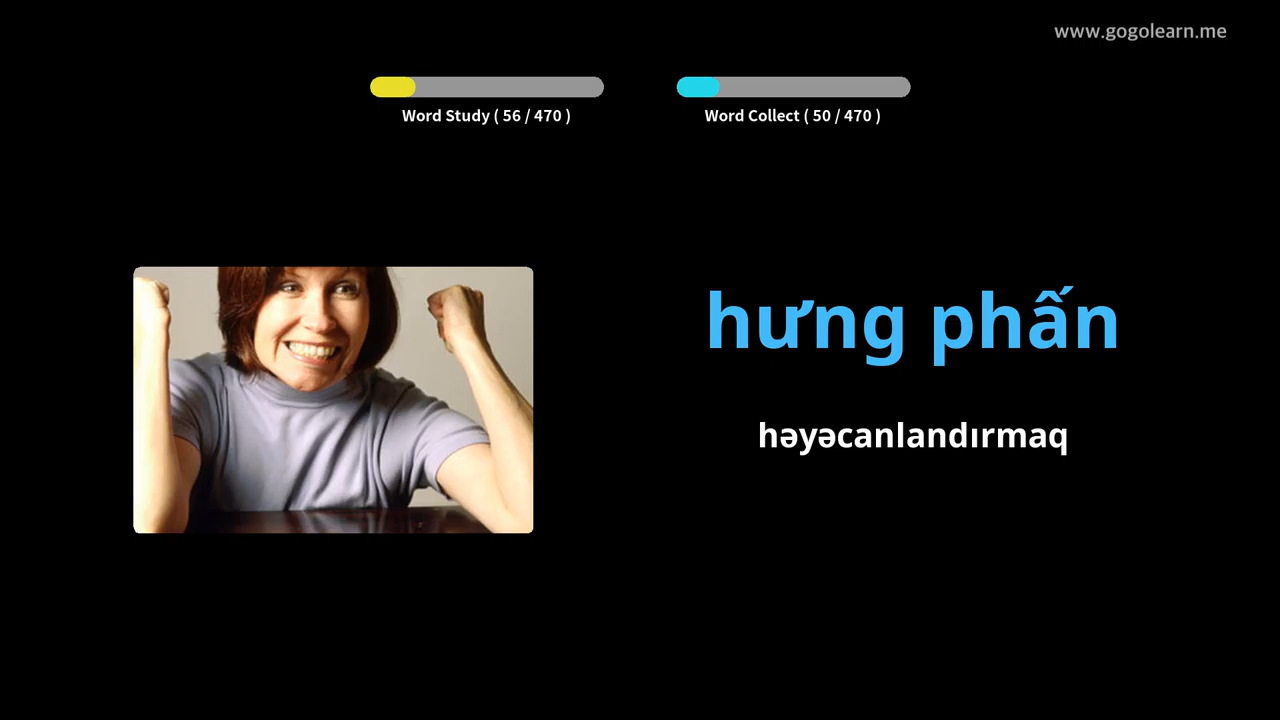 www.gogolearn.me
Word Study ( 56 / 470 )
Word Collect ( 50 / 470 )
hưng phấn
həyəcanlandırmaq